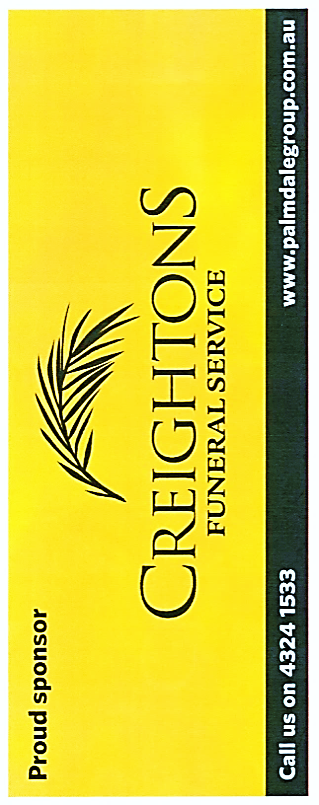 Proud sponsor
CREIGHTONS
FUNERAL SERVICE
Call us on 4324 1533
www.palmdalegroup.com.au